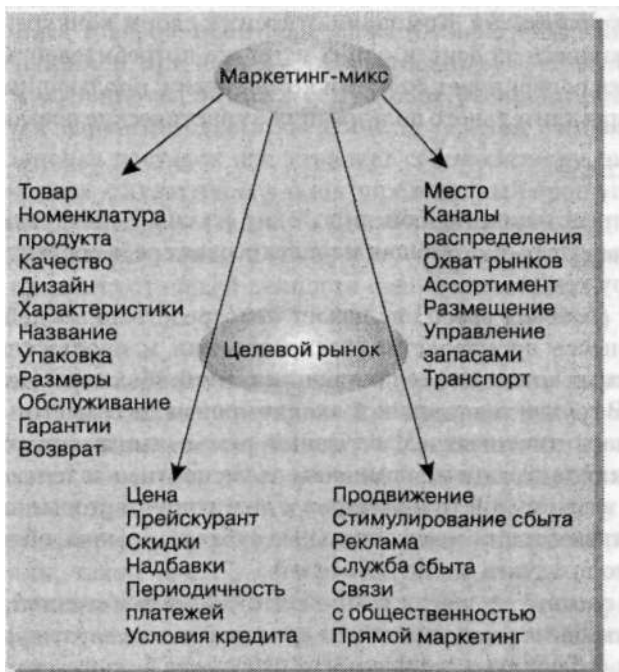 Маркетинг-микс
Товар
Номенклатура
продукта
Качество
Дизайн
Характеристики
Название
Упаковка
Размеры
Обслуживание
Гарантии
Возврат
Место
Каналы
распределения
Охват рынков
Ассортимент
Размещение
Управление
запасами
Транспорт
Целевой рынок
Цена
Прейскурант
Скидки
Надбавки
Периодичность
платежей
Условия кредита
Продвижение
Стимулирование сбыта
Реклама
Служба сбыта
Связи
с общественностью
Прямой маркетинг